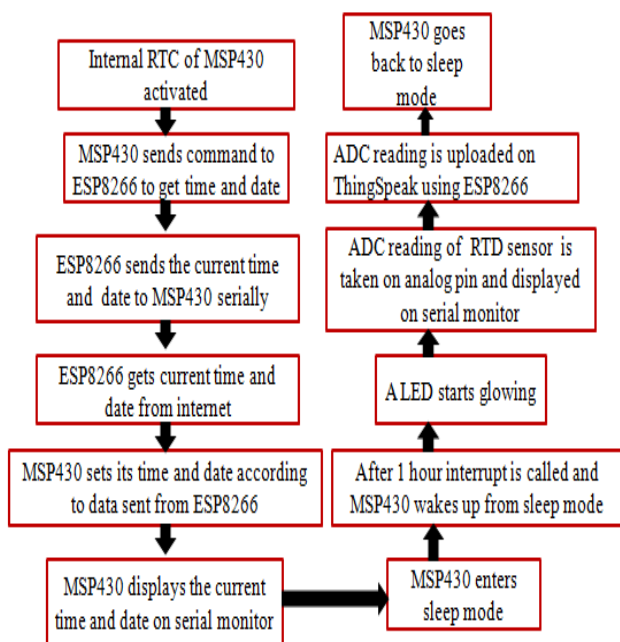 Internal RTC of MSP430
activated
MSP430 sends command to
ESP8266 to get time and date
ESP8266 sends the current time
and date to MSP430 serially
ESP8266 gets current time and
date from internet
MSP430 sets its time and date according
to data sent from ESP8266
MSP430 displays the current
time and date on serial monitor
MSP430 enters
sleep mode
After 1 hour interrupt is called and
MSP430 wakes up from sleep mode
A LED starts glowing
ADC reading of RTD sensor is
taken on analog pin and displayed
on serial monitor
ADC reading is uploaded on
ThingSpeak using ESP8266
MSP430 goes
back to sleep
mode